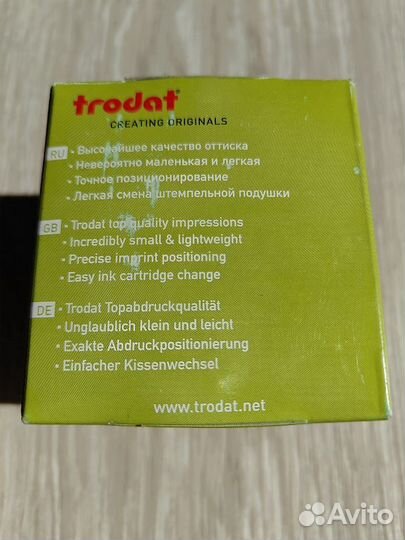 trodat®
CREATING ORIGINALS
RU - Высочайшее качество оттиска
• Невероятно маленькая и легкая
• Точное позиционирование
• Легкая смена штемпельной подушки
GB • Trodat top quality impressions
• Incredibly small & lightweight
• Precise imprint positioning
• Easy ink cartridge change
DE • Trodat Topabdruckqualität
• Unglaublich klein und leicht
• Exakte Abdruckpositionierung
• Einfacher Kissenwechsel
www.trodat.net
Avito